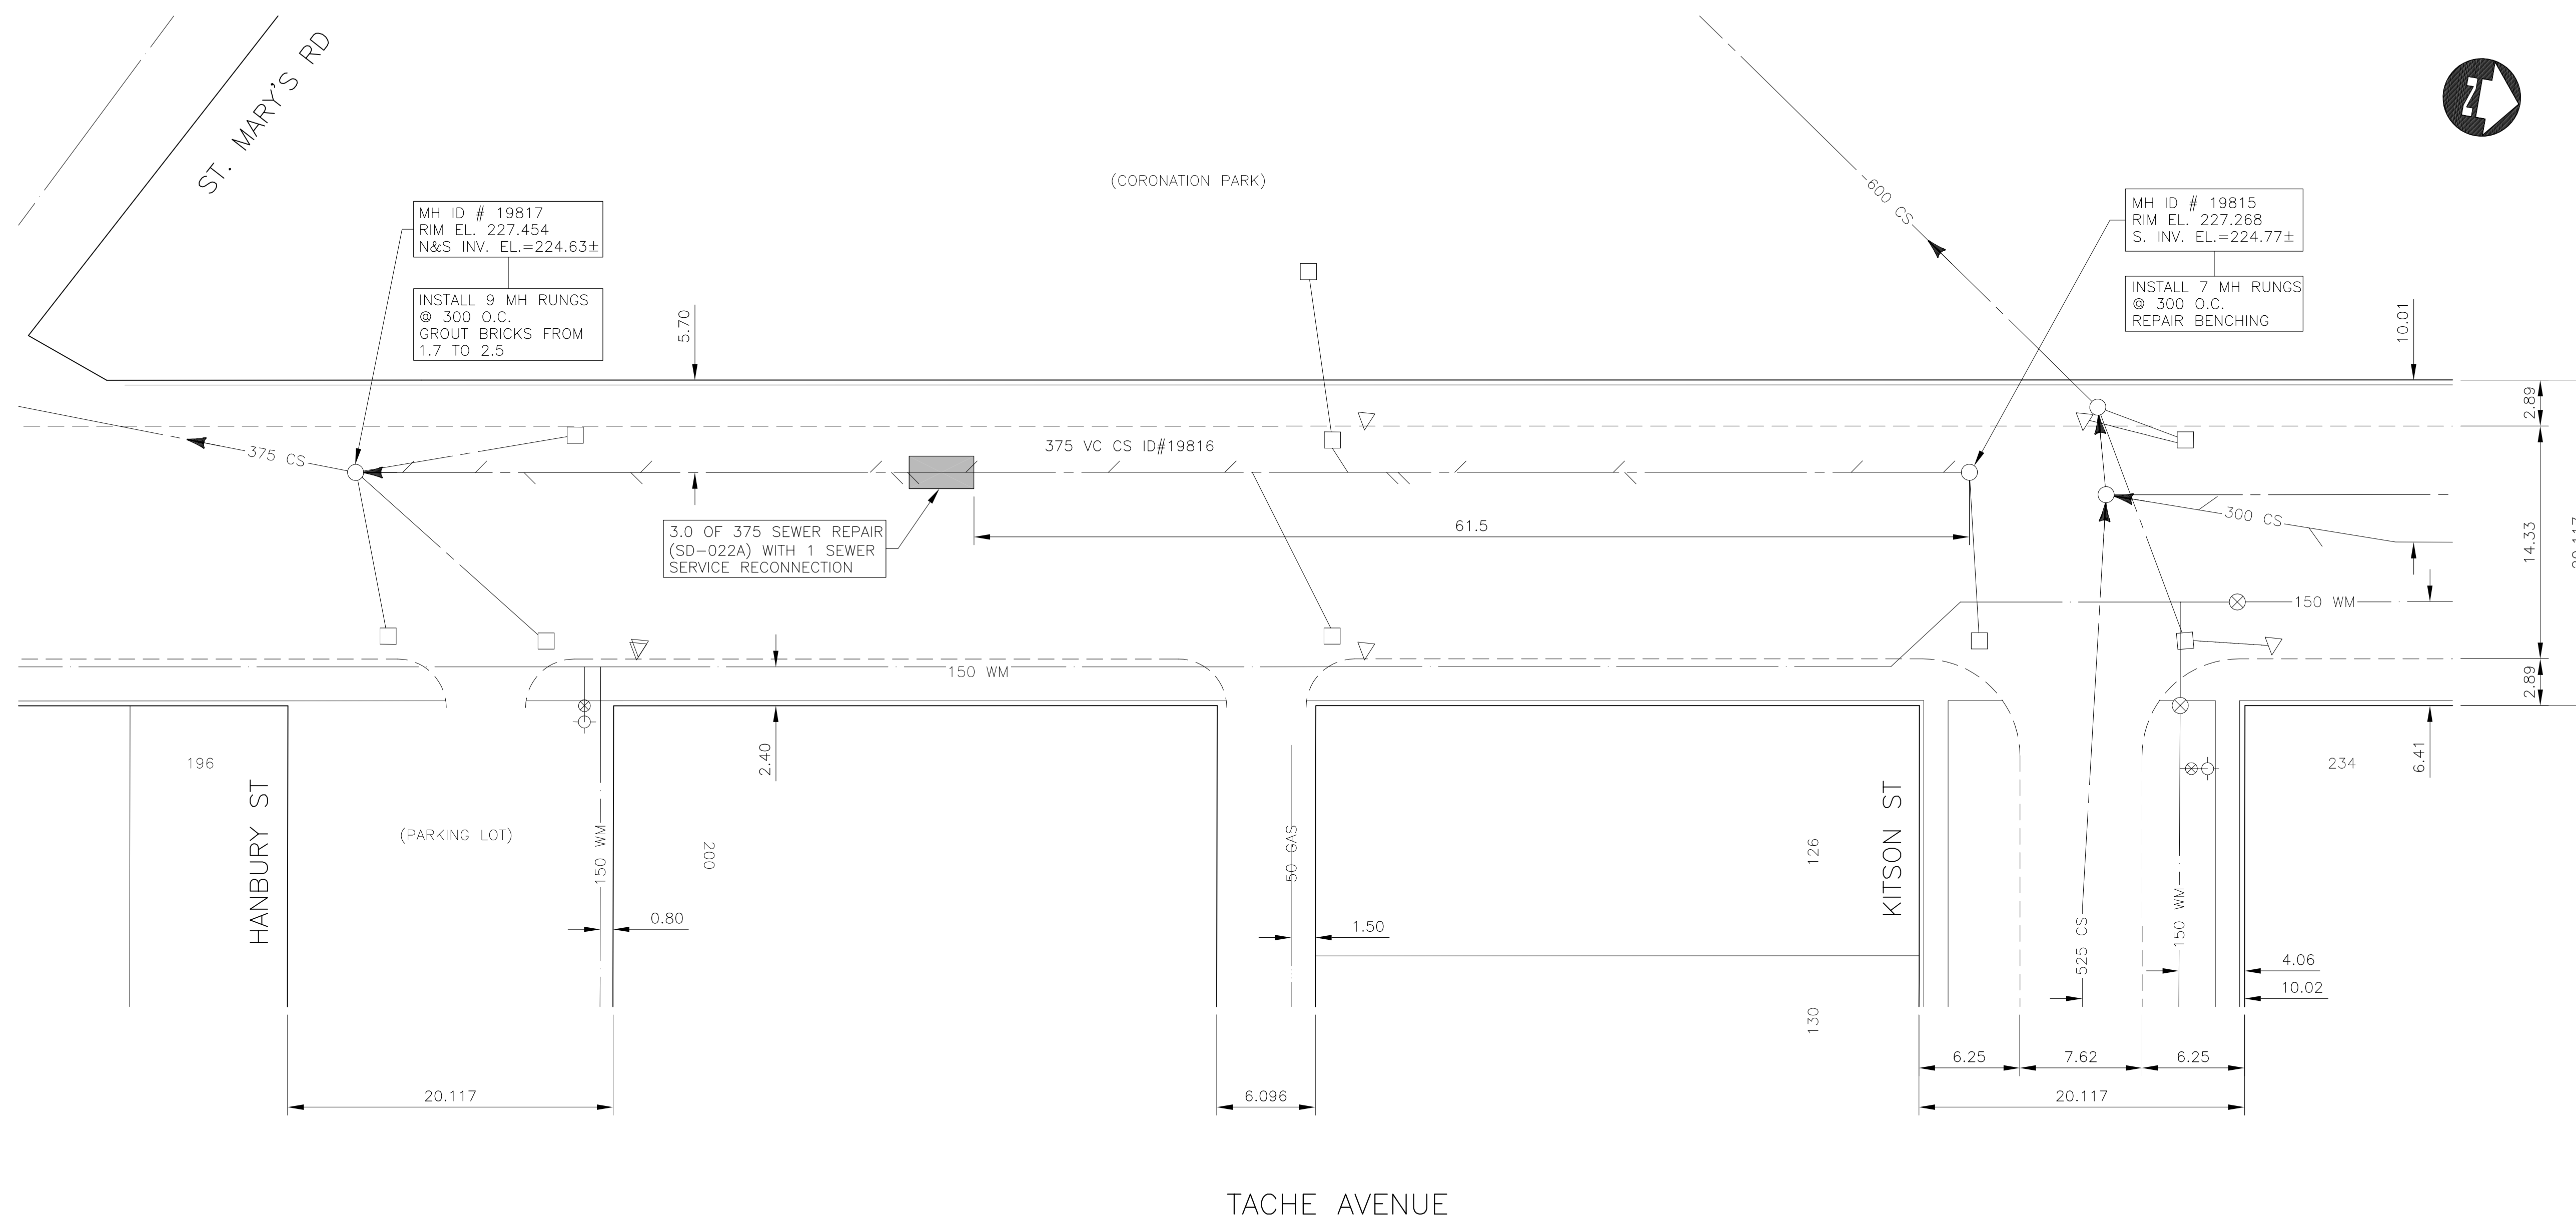 ST. MARY'S RD
N
(CORONATION PARK)
MH ID # 19817
RIM EL. 227.454
N&S INV. EL.=224.63±
INSTALL 9 MH RUNGS
@ 300 O.C.
GROUT BRICKS FROM
1.7 TO 2.5
600 CS
MH ID # 19815
RIM EL. 227.268
S. INV. EL.=224.77±
INSTALL 7 MH RUNGS
@ 300 O.C.
REPAIR BENCHING
5.70
10.01
2.89
375 CS
375 VC CS ID#19816
3.0 OF 375 SEWER REPAIR
(SD-022A) WITH 1 SEWER
SERVICE RECONNECTION
61.5
300 CS
14.33
150 WM
150 WM
2.89
2.40
6.41
196
HANBURY ST
(PARKING LOT)
150 WM
200
0.80
50 GAS
1.50
126
130
KITSON ST
525 CS
150 WM
234
4.06
10.02
6.25
7.62
6.25
20.117
6.096
20.117
TACHE AVENUE